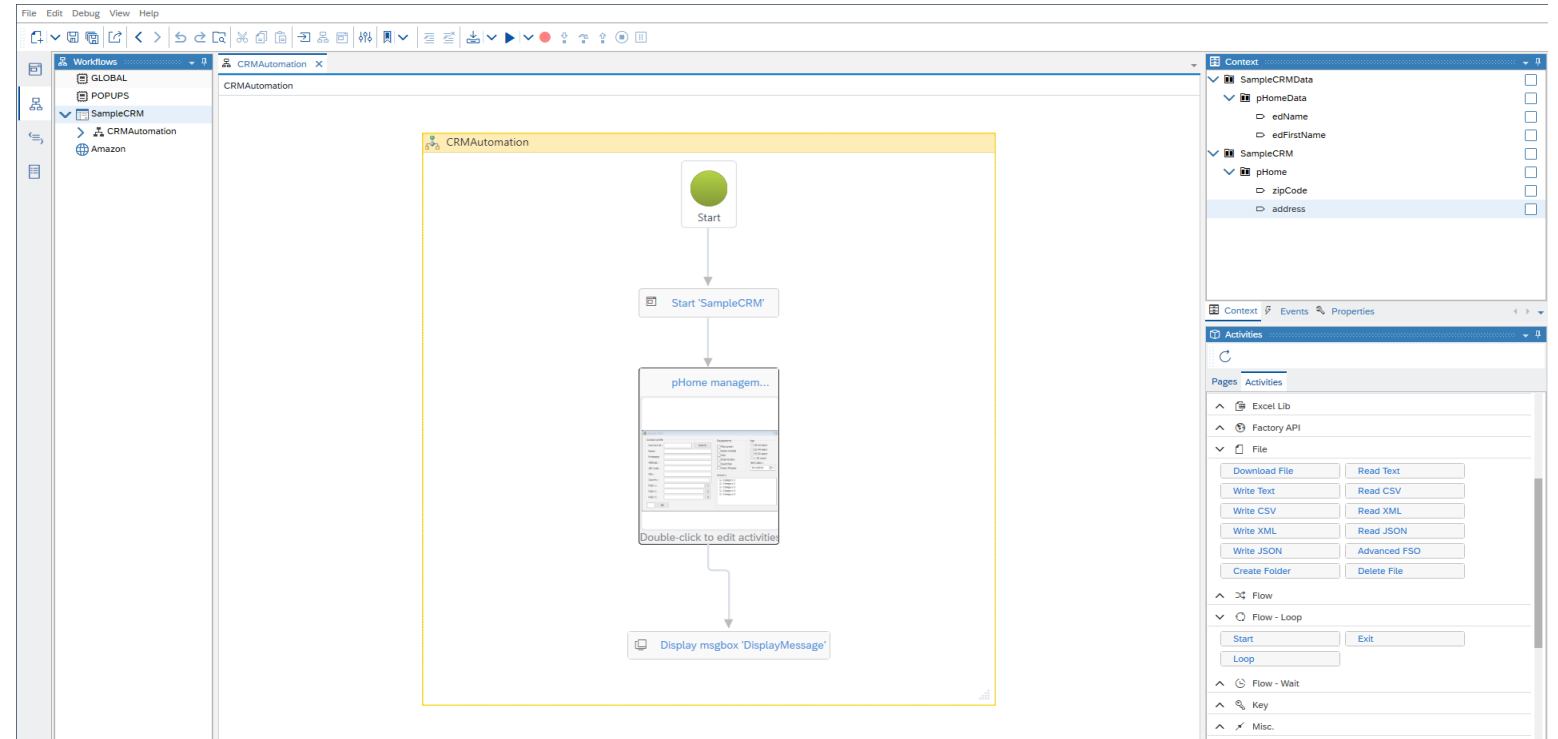 File Edit Debug View Help
Workflows
GLOBAL
POPUPS
SampleCRM
CRMAutomation
Amazon
CRMAutomation
CRMAutomation
CRMAutomation
Start
Start 'SampleCRM'
pHome managem...
Double-click to edit activities
Display msgbox 'DisplayMessage'
Context
SampleCRMData
pHomeData
edName
edFirstName
SampleCRM
pHome
zipCode
address
Context Events Properties
Activities
Pages Activities
Excel Lib
Factory API
File
Download File Read Text
Write Text Read CSV
Write CSV Read XML
Write XML Read JSON
Write JSON Advanced FSO
Create Folder Delete File
Flow
Flow - Loop
Start Exit
Loop
Flow - Wait
Key
Misc.